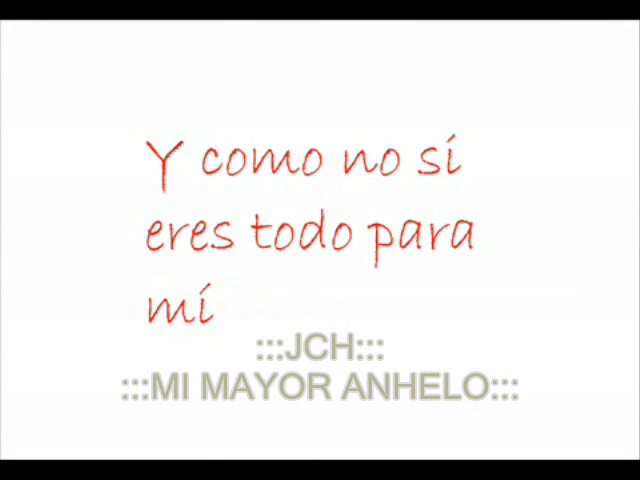 Y como no si
eres todo para
mi
:::JCH:::
:::MI MAYOR ANHELO:::